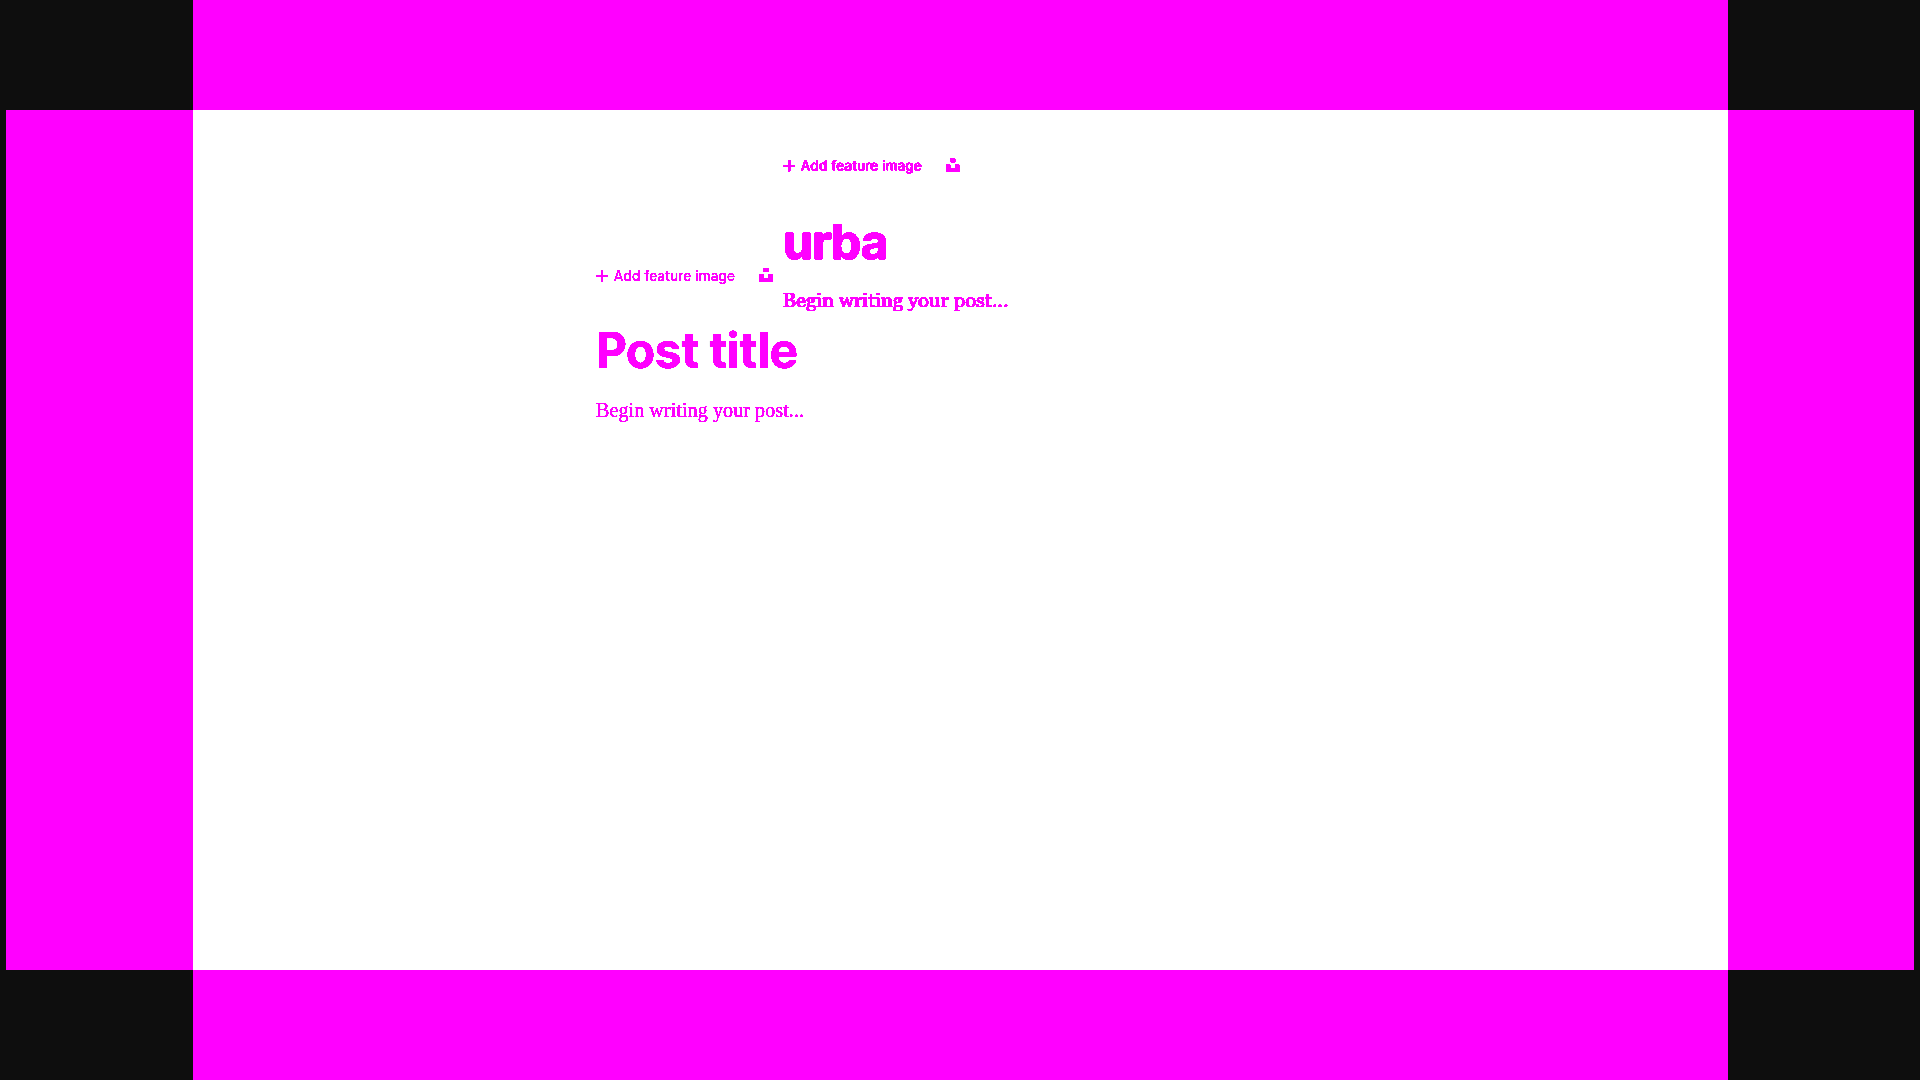 Add feature image
urba
Begin writing your post...
Add feature image
Post title
Begin writing your post...